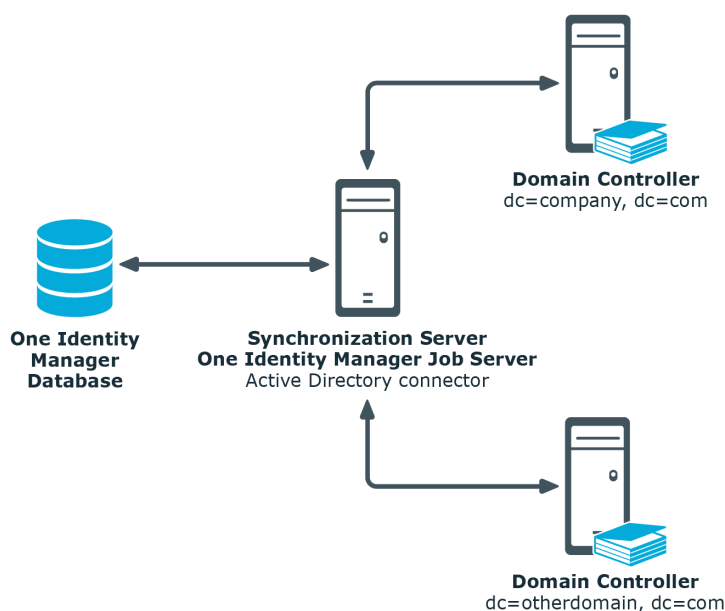 Domain Controller
dc=company, dc=com
One Identity
Manager
Database
Synchronization Server
One Identity Manager Job Server
Active Directory connector
Domain Controller
dc=otherdomain, dc=com